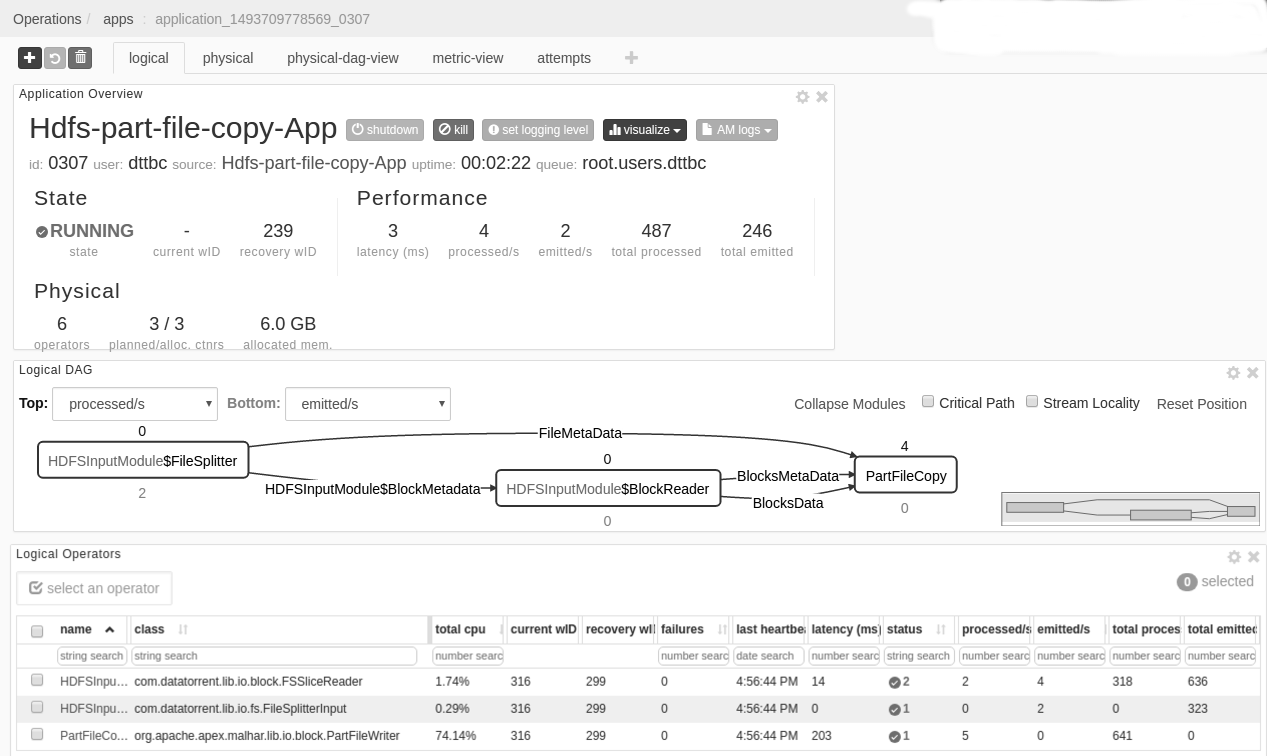 Operations / apps : application_1493709778569_0307
logical physical physical-dag-view metric-view attempts
Application Overview
Hdfs-part-file-copy-App shutdown kill set logging level visualize AM logs
id: 0307 user: dttbc source: Hdfs-part-file-copy-App uptime: 00:02:22 queue: root.users.dttbc
State Performance
RUNNING - 239 3 4 2 487 246
state current wID recovery wID latency (ms) processed/s emitted/s total processed total emitted
Physical
6 3 / 3 6.0 GB
operators planned/alloc. ctnrs allocated mem.
Logical DAG
Top: processed/s Bottom: emitted/s Collapse Modules Critical Path Stream Locality Reset Position
0 FileMetaData 4
HDFSInputModule$FileSplitter 0 BlocksMetaData PartFileCopy
HDFSInputModule$BlockMetadata HDFSInputModule$BlockReader
2 BlocksData 0
0
Logical Operators
select an operator 0 selected
name class total cpu current wID recovery wI failures last heartbe latency (ms) status processed/s emitted/s total proces total emitted
string search string search number searc number searc date search number searc string search number searc number searc number searc number searc
HDFSInpu... com.datatorrent.lib.io.block.FSSliceReader 1.74% 316 299 0 4:56:44 PM 14 2 2 4 318 636
HDFSInpu... com.datatorrent.lib.io.fs.FileSplitterInput 0.29% 316 299 0 4:56:44 PM 0 1 0 2 0 323
PartFileCo... org.apache.apex.malhar.lib.io.block.PartFileWriter 74.14% 316 299 0 4:56:44 PM 203 1 5 0 641 0